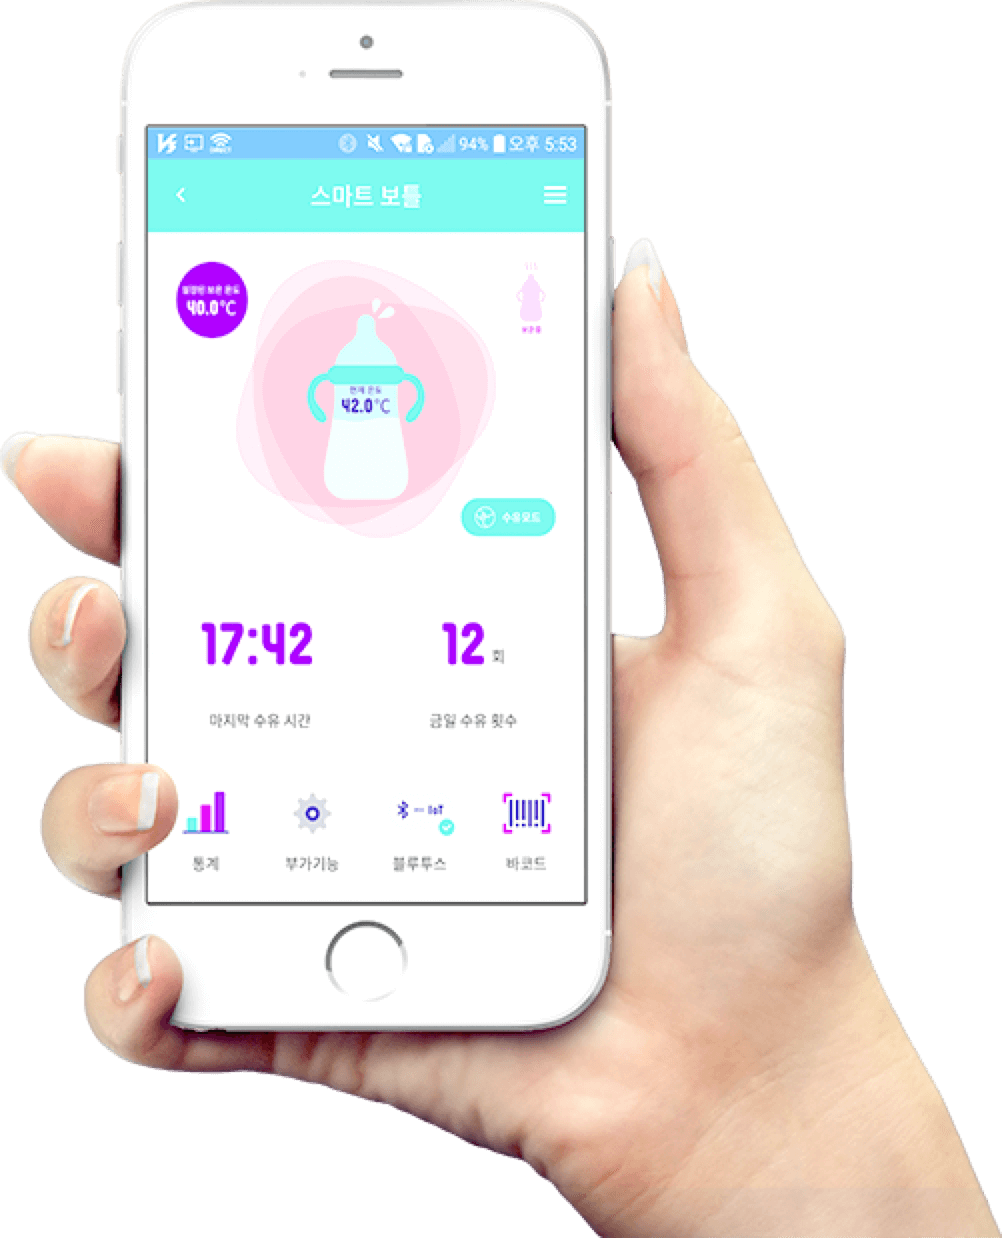 94% 오후 5:53
스마트 보틀
설정된 보온 온도
40.0°C
보온중
현재 온도
42.0°C
수유모드
17:42
12 회
마지막 수유 시간
금일 수유 횟수
IoT
통계
부가기능
블루투스
바코드